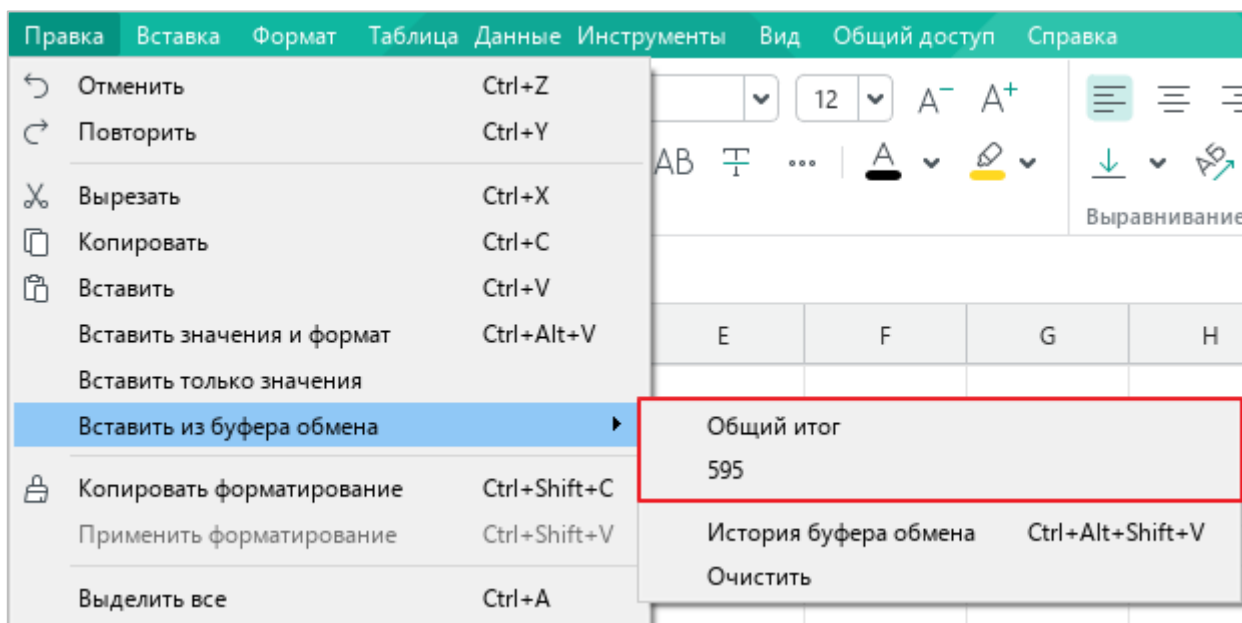 Правка Вставка Формат Таблица Данные Инструменты Вид Общий доступ Справка
Отменить Ctrl+Z
Повторить Ctrl+Y
Вырезать Ctrl+X
Копировать Ctrl+C
Вставить Ctrl+V
Вставить значения и формат Ctrl+Alt+V
Вставить только значения
Вставить из буфера обмена
Копировать форматирование Ctrl+Shift+C
Применить форматирование Ctrl+Shift+V
Выделить все Ctrl+A
12 A A
AB T A АБ
Выравнивание
E F G H
Общий итог
595
История буфера обмена Ctrl+Alt+Shift+V
Очистить